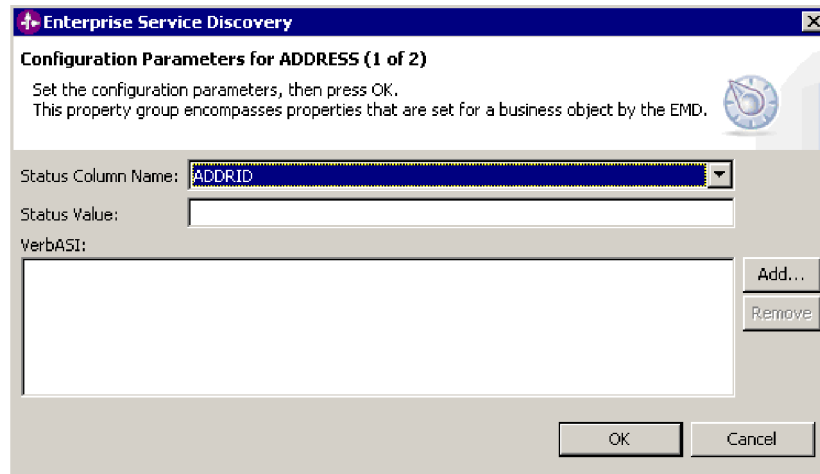 Enterprise Service Discovery
Configuration Parameters for ADDRESS (1 of 2)
Set the configuration parameters, then press OK.
This property group encompasses properties that are set for a business object by the EMD.
Status Column Name: ADDRID
Status Value:
VerbASI:
Add...
Remove
OK Cancel